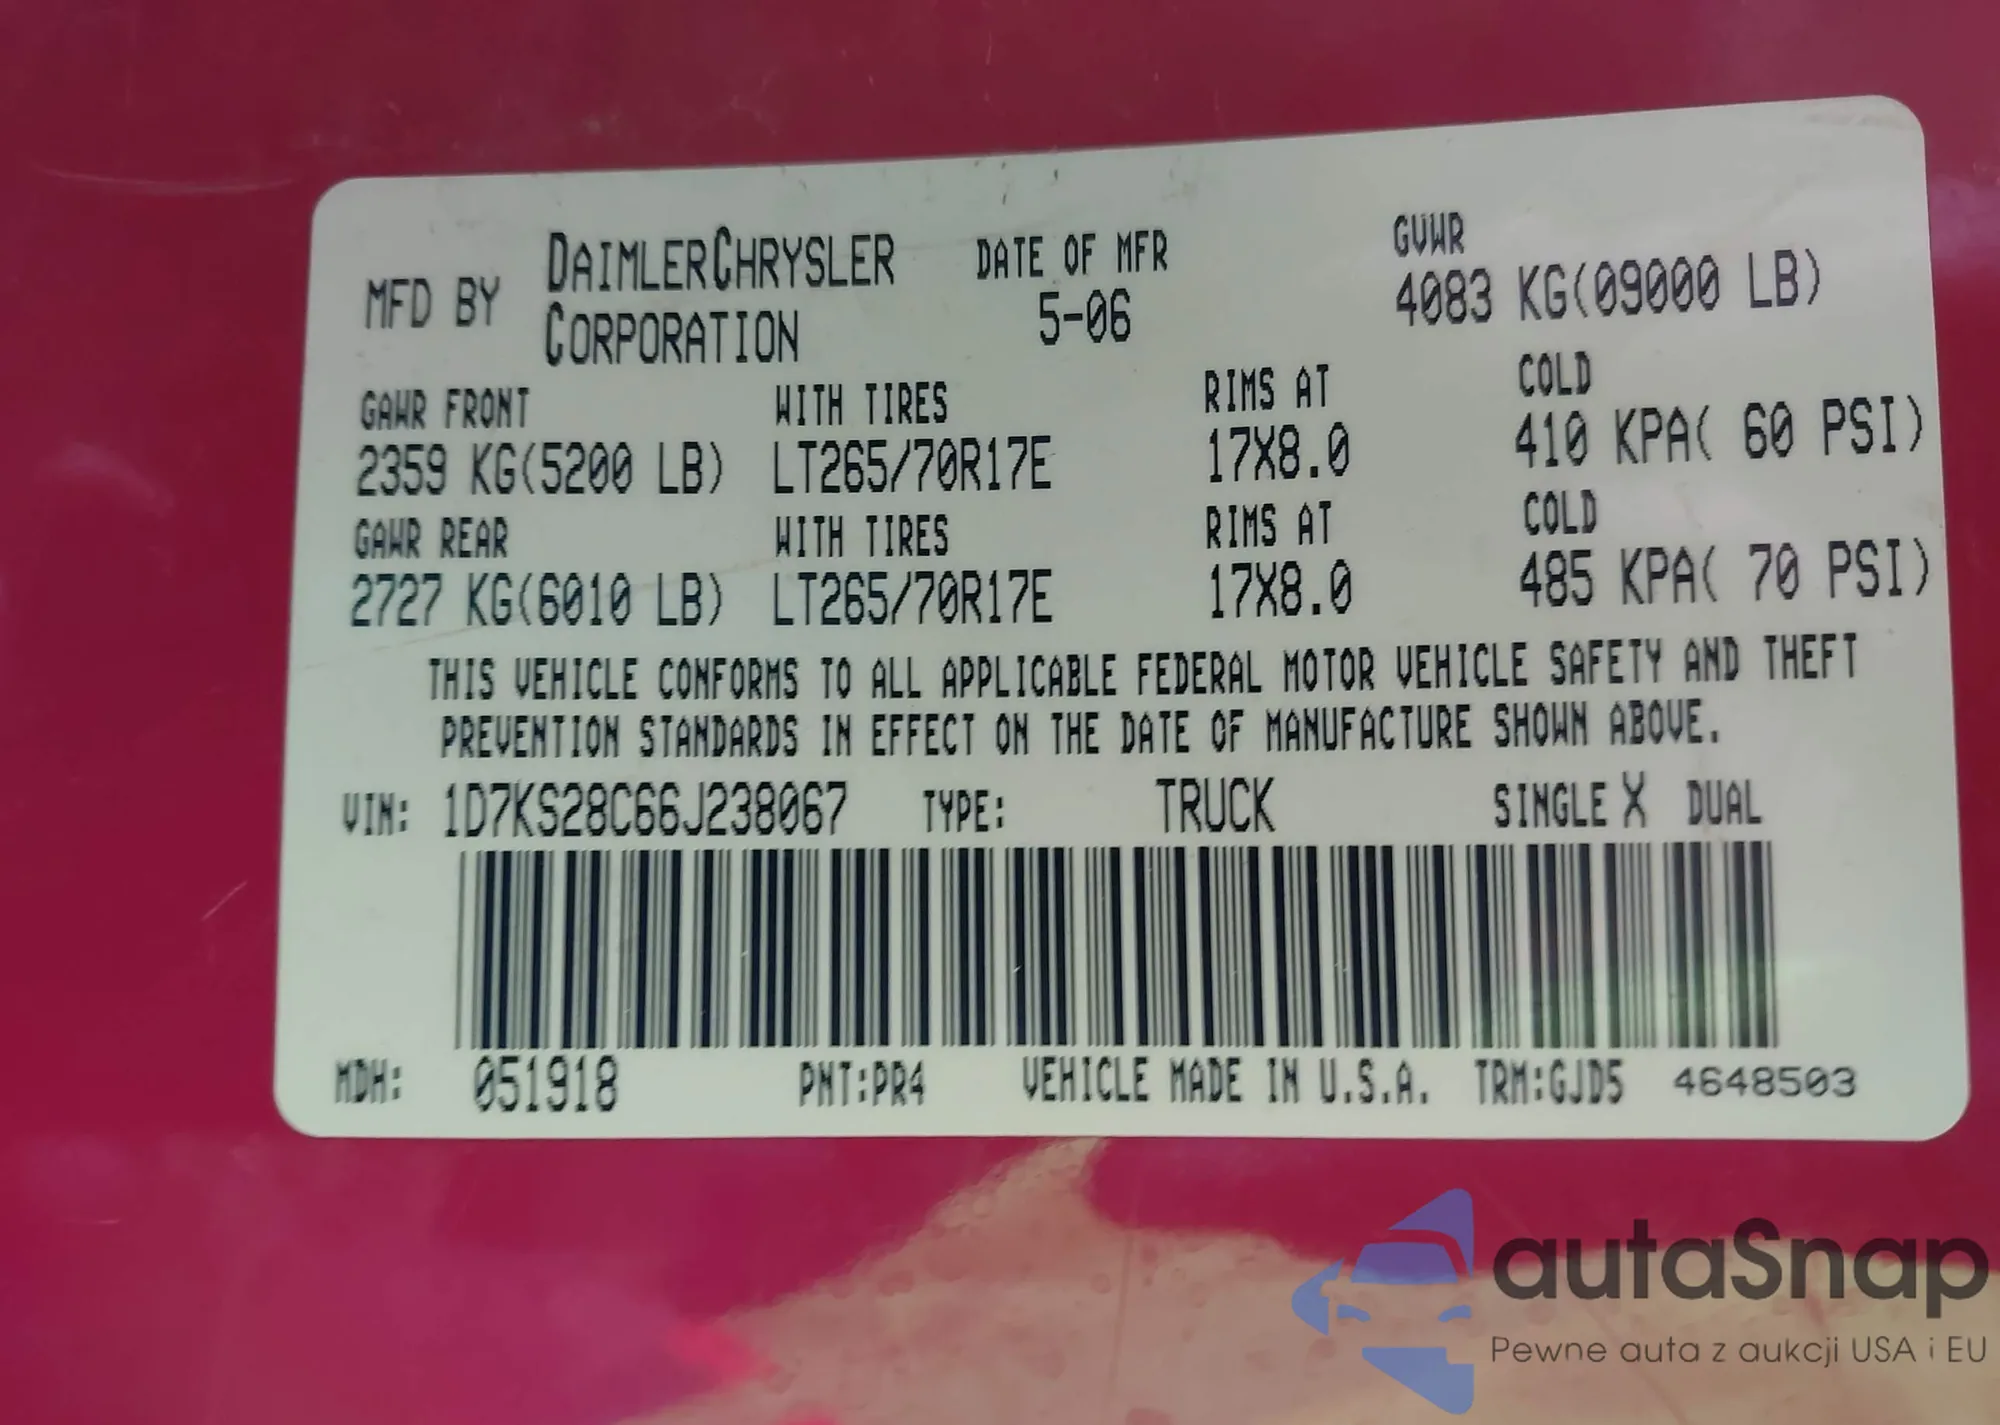 MFD BY DAIMLERCHRYSLER CORPORATION DATE OF MFR 5-06 GVWR 4083 KG(09000 LB)
GAWR FRONT WITH TIRES RIMS AT COLD
2359 KG(5200 LB) LT265/70R17E 17X8.0 410 KPA( 60 PSI)
GAWR REAR WITH TIRES RIMS AT COLD
2727 KG(6010 LB) LT265/70R17E 17X8.0 485 KPA( 70 PSI)
THIS VEHICLE CONFORMS TO ALL APPLICABLE FEDERAL MOTOR VEHICLE SAFETY AND THEFT
PREVENTION STANDARDS IN EFFECT ON THE DATE OF MANUFACTURE SHOWN ABOVE.
VIN: 1D7KS28C66J238067 TYPE: TRUCK SINGLE X DUAL
MDH: 051918 PNT:PR4 VEHICLE MADE IN U.S.A. TRM:GJD5 4648503
autaSnap
Pewne auta z aukcji USA i EU